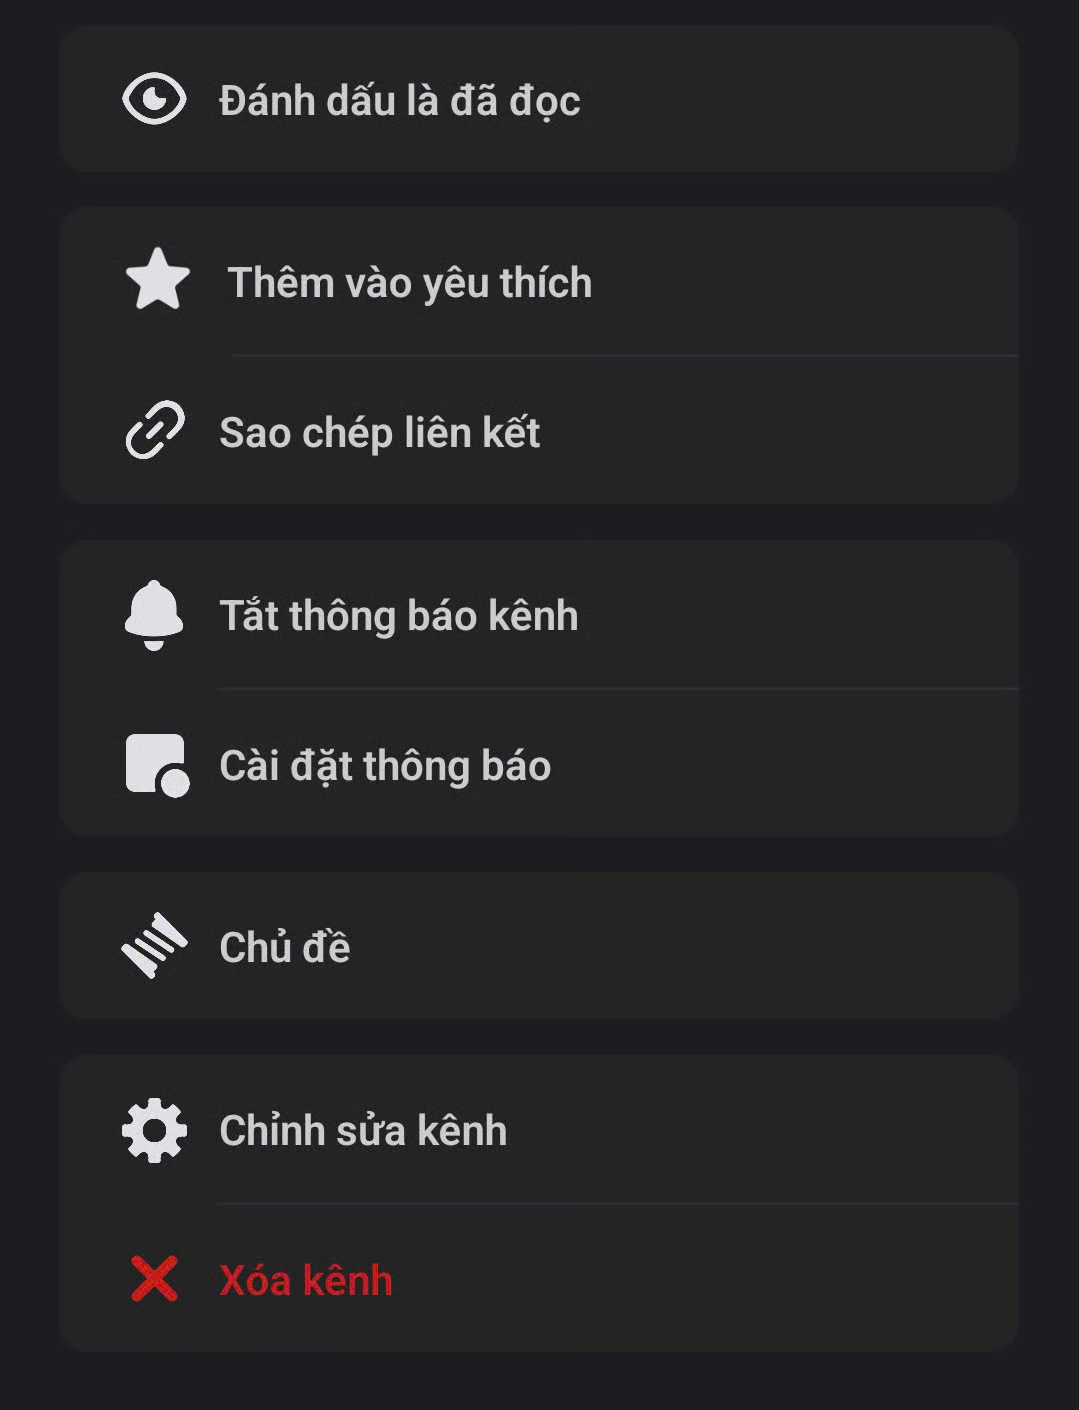 Đánh dấu là đã đọc
Thêm vào yêu thích
Sao chép liên kết
Tắt thông báo kênh
Cài đặt thông báo
Chủ đề
Chỉnh sửa kênh
Xóa kênh